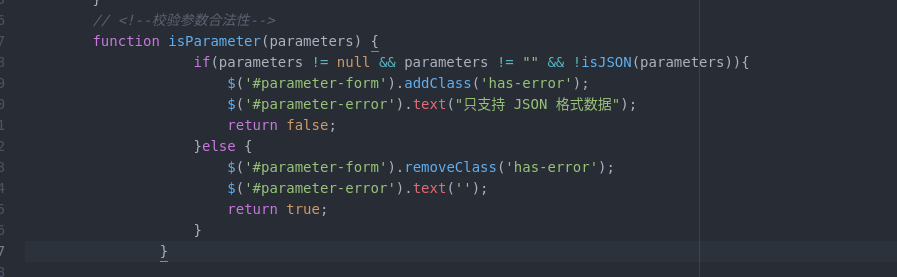 }
// <!--校验参数合法性-->
function isParameter(parameters) {
if(parameters != null && parameters != "" && !isJSON(parameters)){
$('#parameter-form').addClass('has-error');
$('#parameter-error').text("只支持 JSON 格式数据");
return false;
}else {
$('#parameter-form').removeClass('has-error');
$('#parameter-error').text('');
return true;
}
}